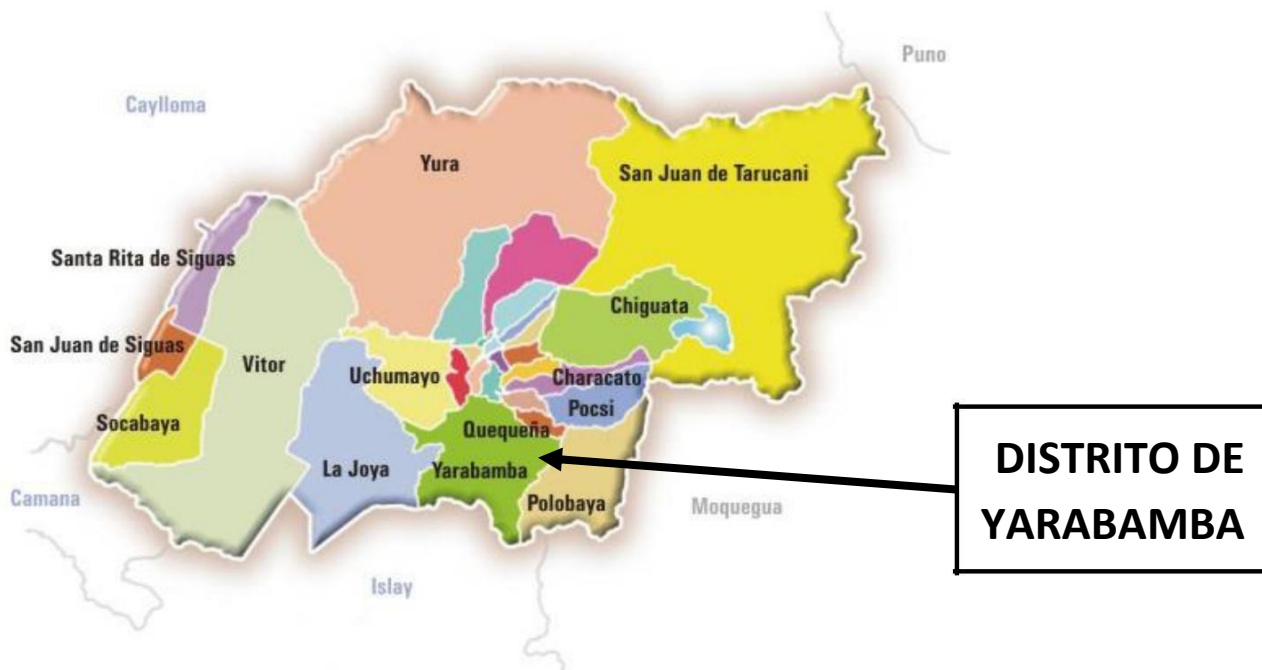 Puno
Caylloma
Yura
San Juan de Tarucani
Santa Rita de Siguas
Chiguata
San Juan de Siguas
Vitor
Uchumayo
Characato
Pocsi
Socabaya
Quequeña
La Joya
Yarabamba
Polobaya
Camana
Moquegua
Islay
DISTRITO DE
YARABAMBA